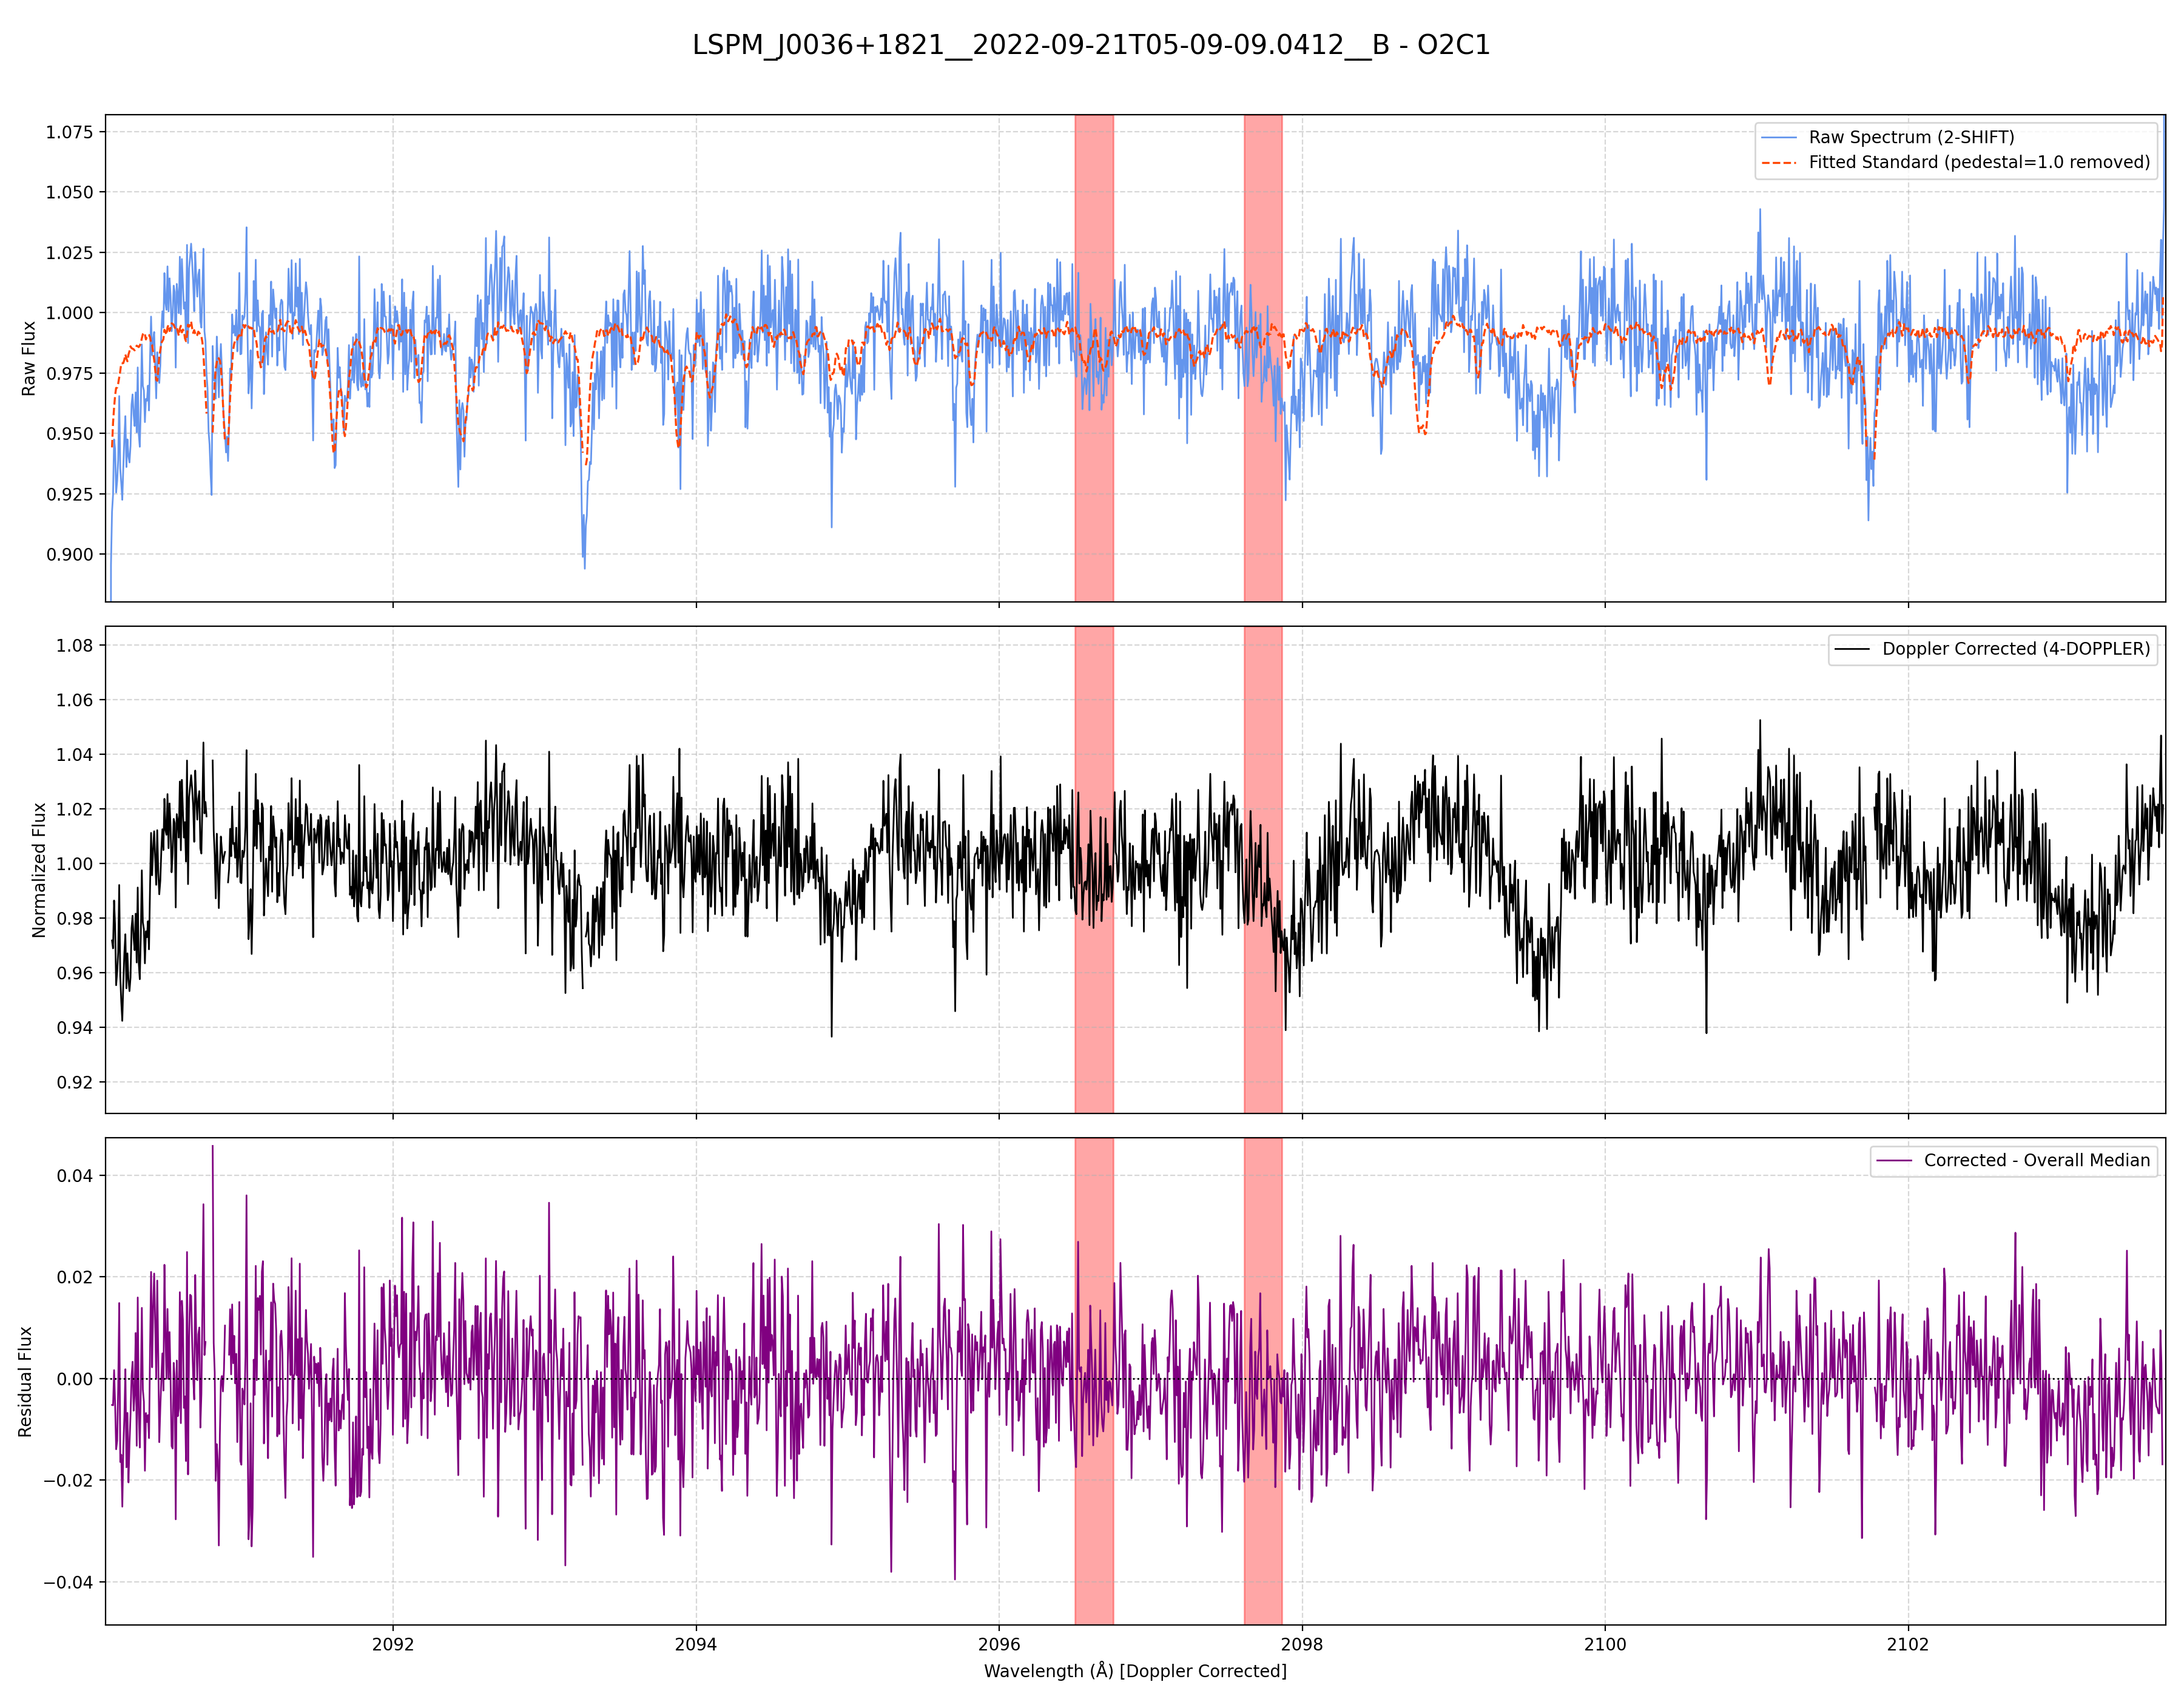 LSPM_J0036+1821__2022-09-21T05-09-09.0412__B - O2C1
Raw Flux
1.075
1.050
1.025
1.000
0.975
0.950
0.925
0.900
Raw Spectrum (2-SHIFT)
Fitted Standard (pedestal=1.0 removed)
Normalized Flux
1.08
1.06
1.04
1.02
1.00
0.98
0.96
0.94
0.92
Doppler Corrected (4-DOPPLER)
Residual Flux
0.04
0.02
0.00
−0.02
−0.04
Corrected - Overall Median
2092 2094 2096 2098 2100 2102
Wavelength (Å) [Doppler Corrected]